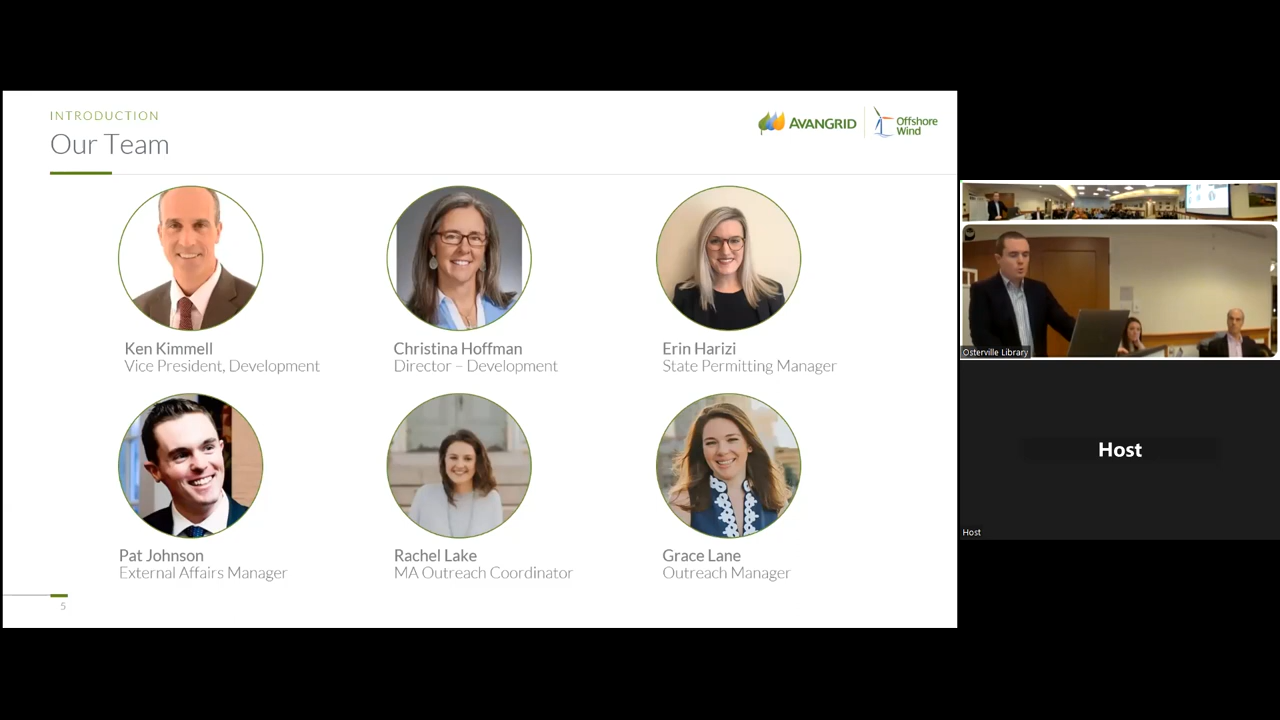 INTRODUCTION
Our Team
AVANGRID
Offshore
Wind
Ken Kimmell
Vice President, Development
Christina Hoffman
Director – Development
Erin Harizi
State Permitting Manager
Pat Johnson
External Affairs Manager
Rachel Lake
MA Outreach Coordinator
Grace Lane
Outreach Manager
5
Osterville Library
Host
Host